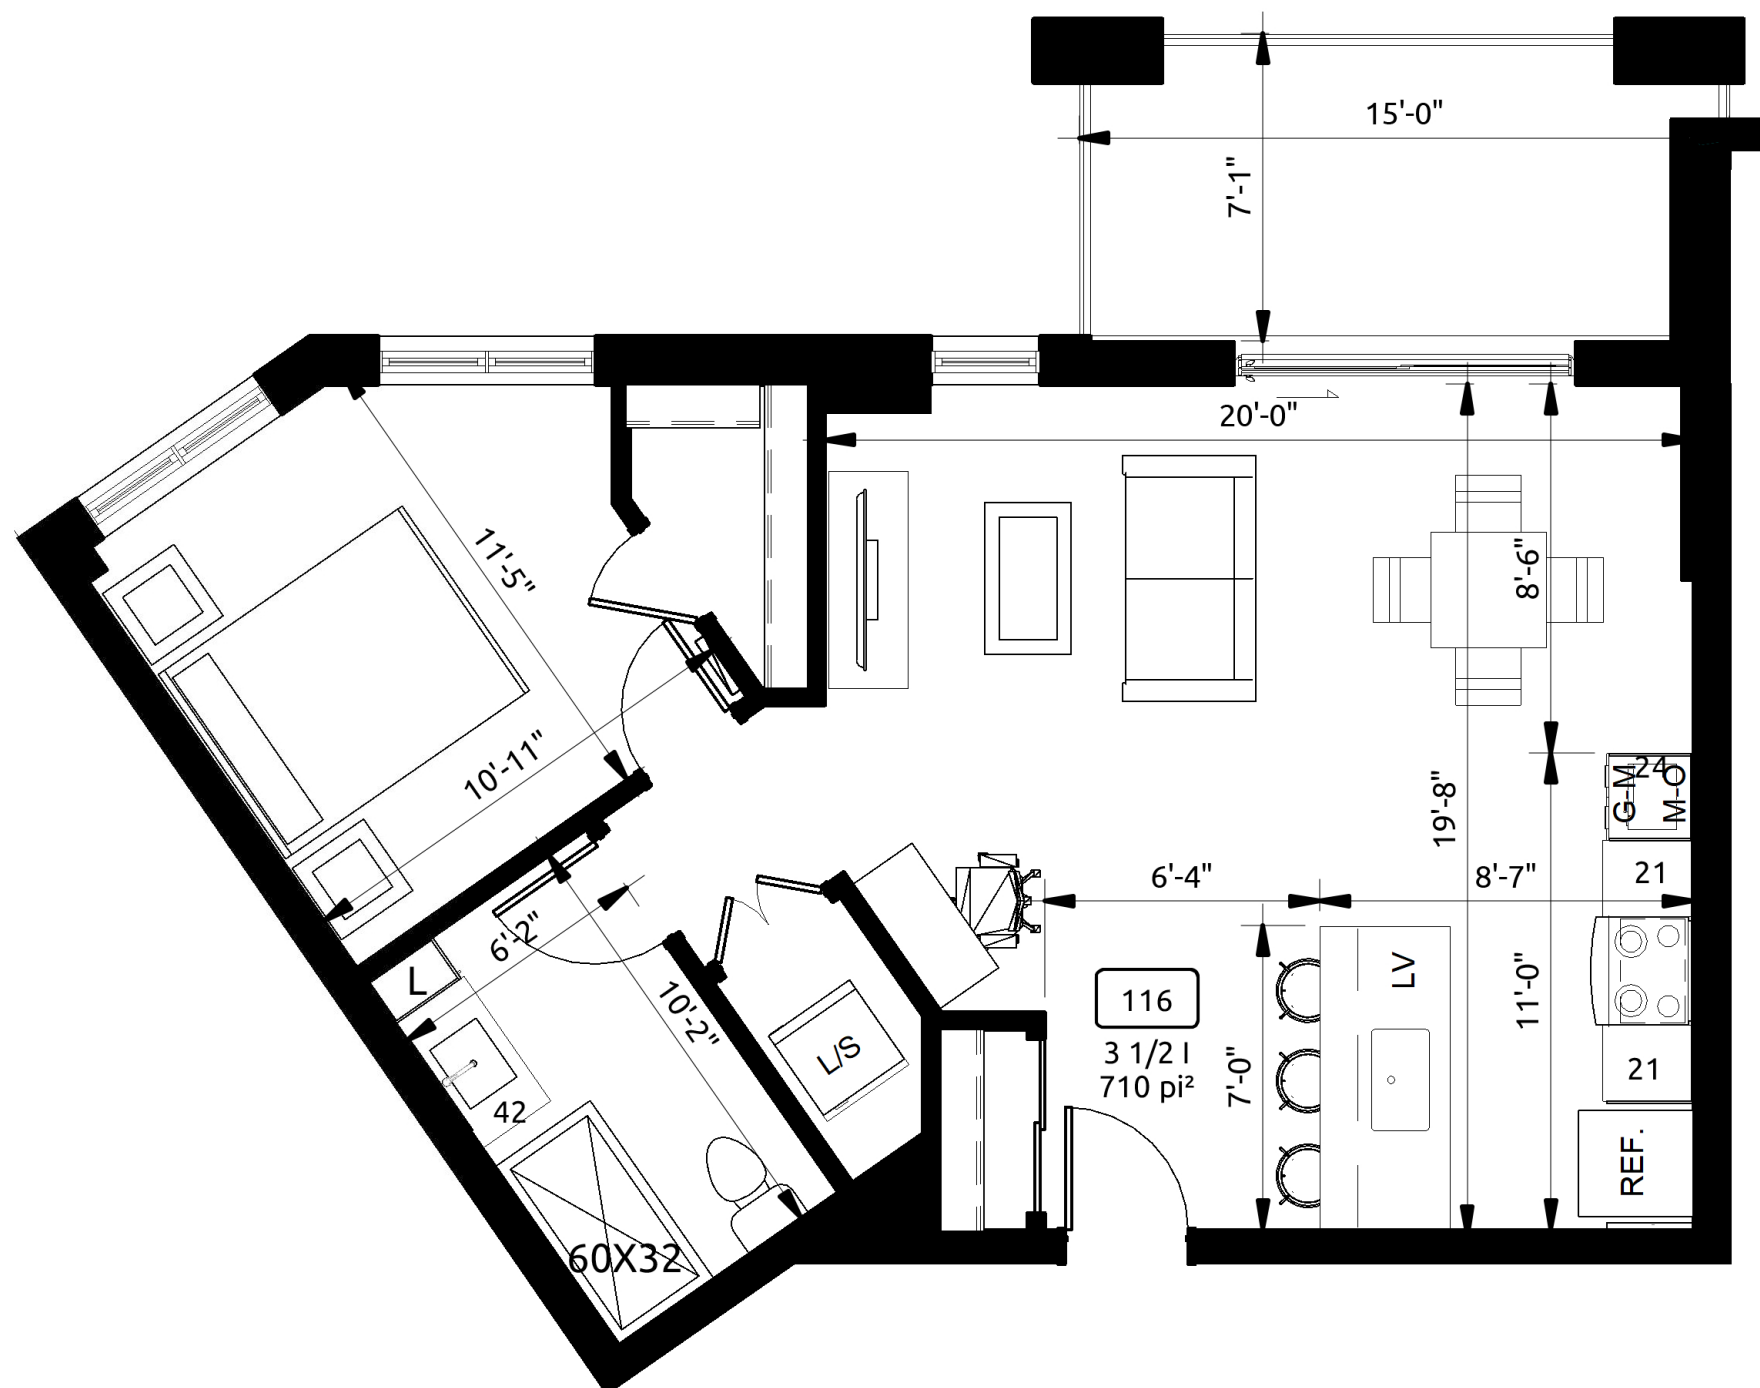 15'-0"
7'-1"
20'-0"
11'-5"
8'-6"
10'-11"
24
G-M
M-O
19'-8"
6'-4"
8'-7"
21
6'-2"
L
10'-2"
LV
11'-0"
116
3 1/2 I
710 pi²
L/S
7'-0"
21
42
REF.
60X32